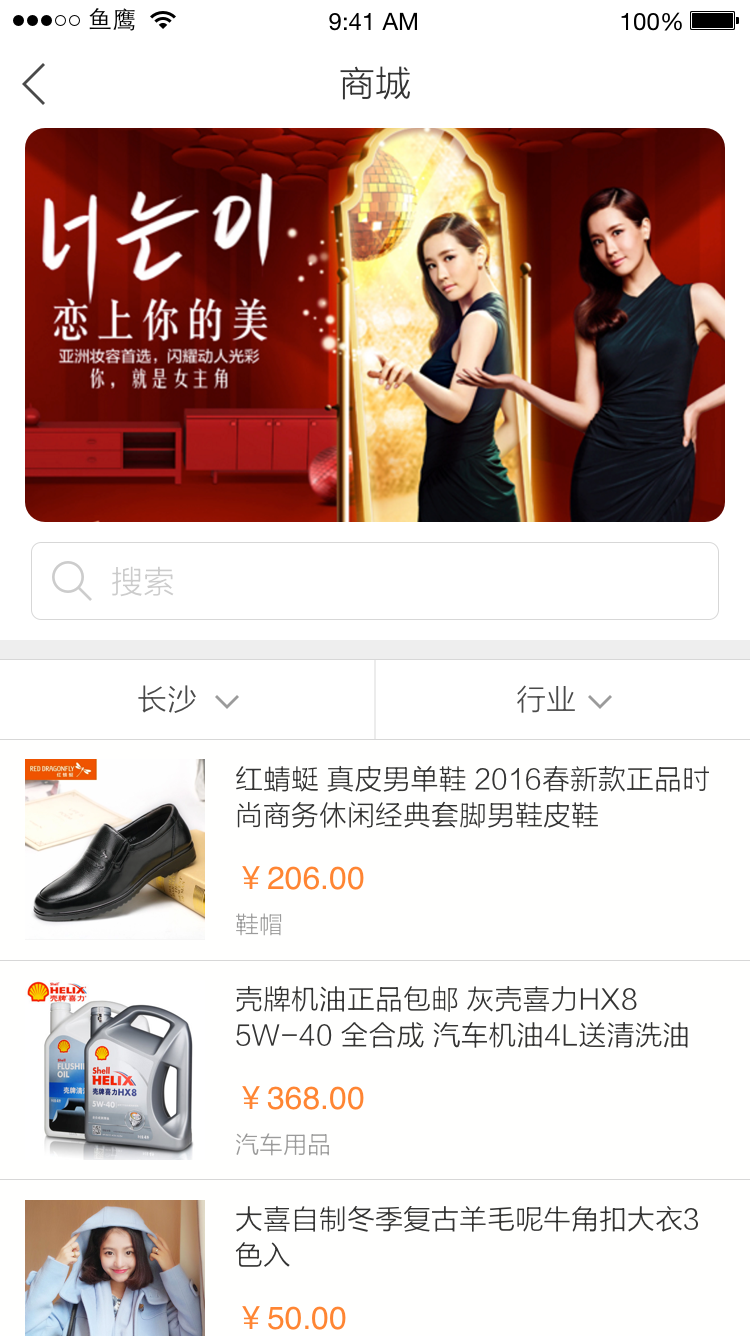 鱼鹰
9:41 AM
100%
商城
너는이
恋上你的美
亚洲妆容首选，闪耀动人光彩
你，就是女主角
搜索
长沙
行业
RED DRAGONFLY
红蜻蜓
红蜻蜓 真皮男单鞋 2016春新款正品时
尚商务休闲经典套脚男鞋皮鞋
￥206.00
鞋帽
Shell
HELIX
壳牌喜力
Shell
FLUSHI
OIL
Shell
HELIX
壳牌喜力HX8
5W-40
壳牌机油正品包邮 灰壳喜力HX8
5W-40 全合成 汽车机油4L送清洗油
￥368.00
汽车用品
大喜自制冬季复古羊毛呢牛角扣大衣3
色入
￥50.00